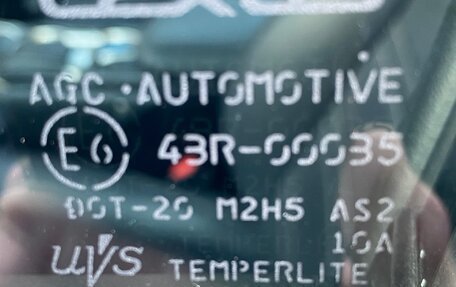 AGC AUTOMOTIVE
E6 43R-00035
DOT-20 M2H5 AS2
10A
uvs TEMPERLITE